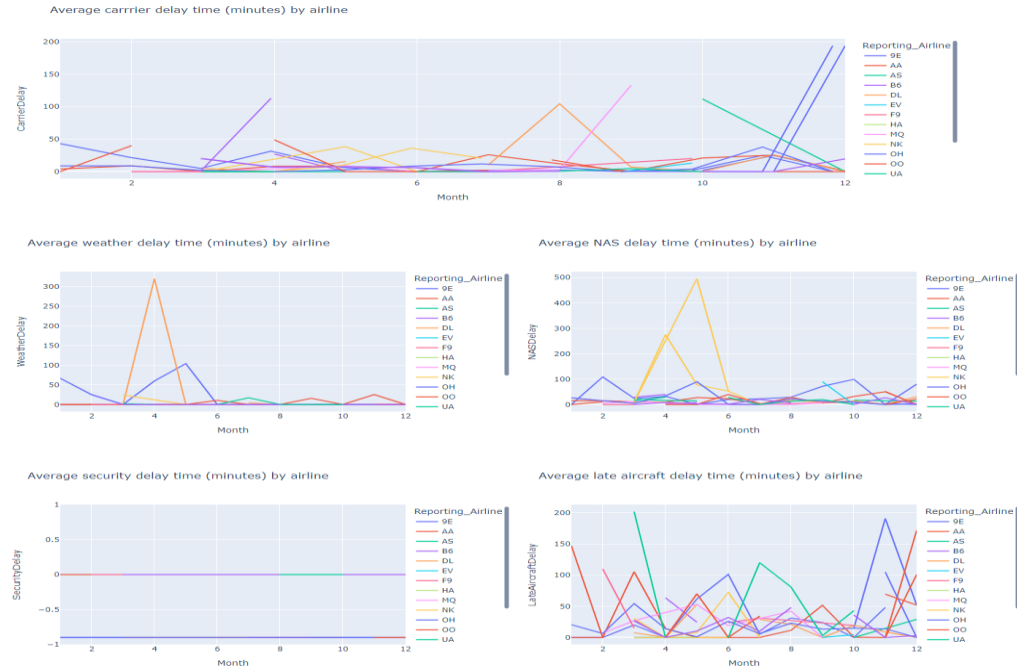 Average carrrier delay time (minutes) by airline
CarrierDelay
200
150
100
50
0
2
4
6
8
10
12
Month
Reporting_Airline
9E
AA
AS
B6
DL
EV
F9
HA
MQ
NK
OH
OO
UA
Average weather delay time (minutes) by airline
WeatherDelay
300
250
200
150
100
50
0
2
4
6
8
10
12
Month
Reporting_Airline
9E
AA
AS
B6
DL
EV
F9
HA
MQ
NK
OH
OO
UA
Average NAS delay time (minutes) by airline
NASDelay
500
400
300
200
100
0
2
4
6
8
10
12
Month
Reporting_Airline
9E
AA
AS
B6
DL
EV
F9
HA
MQ
NK
OH
OO
UA
Average security delay time (minutes) by airline
SecurityDelay
1
0.5
0
−0.5
−1
2
4
6
8
10
12
Month
Reporting_Airline
9E
AA
AS
B6
DL
EV
F9
HA
MQ
NK
OH
OO
UA
Average late aircraft delay time (minutes) by airline
LateAircraftDelay
200
150
100
50
0
2
4
6
8
10
12
Month
Reporting_Airline
9E
AA
AS
B6
DL
EV
F9
HA
MQ
NK
OH
OO
UA